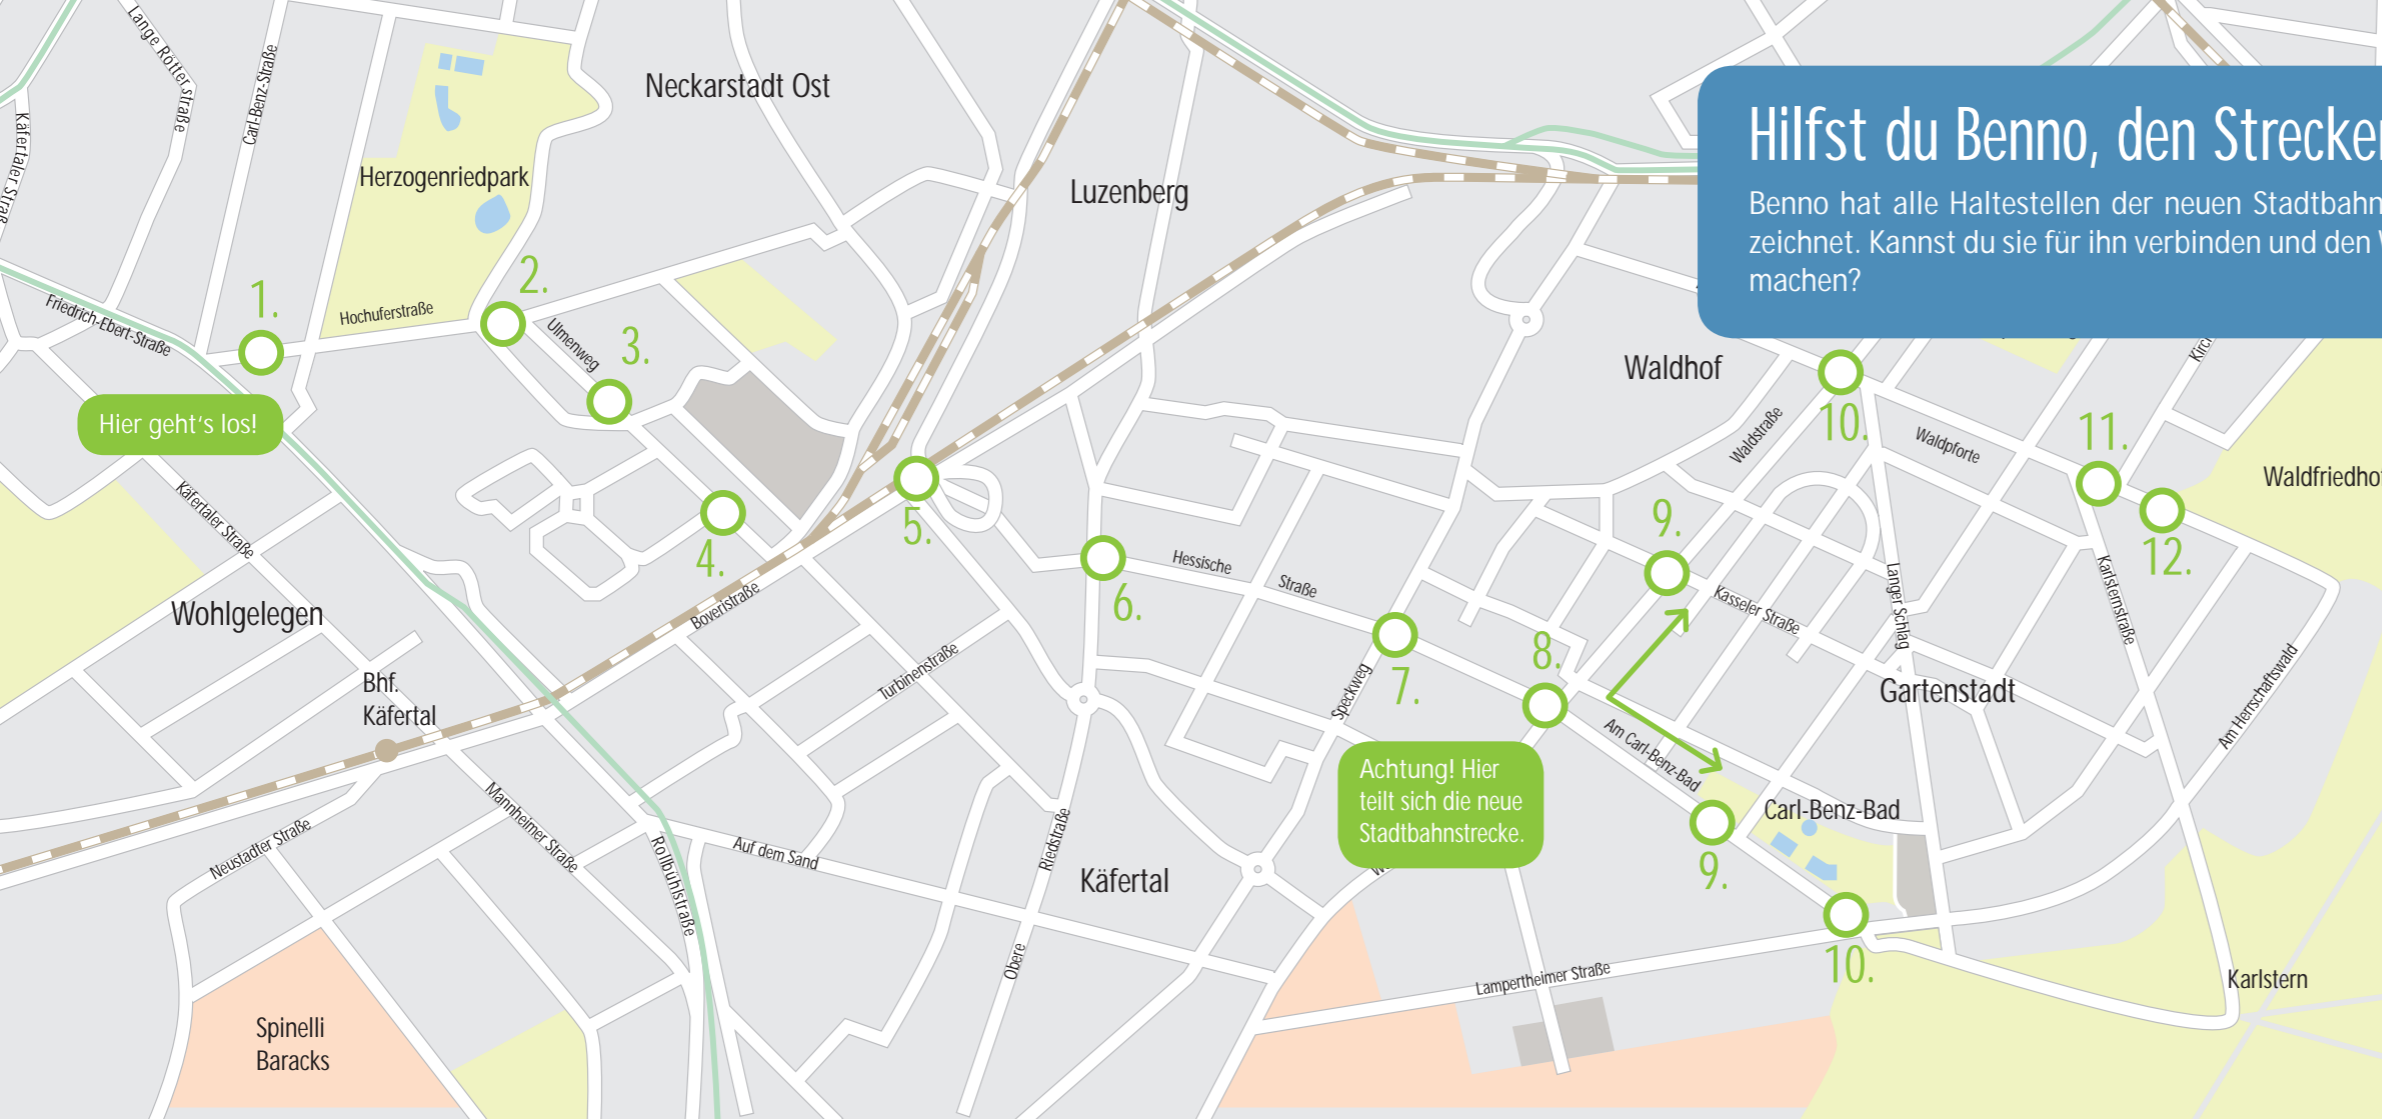 Lange Rötterstraße
Carl-Benz-Straße
Käfertaler Straß
Neckarstadt Ost
Herzogenriedpark
Luzenberg
Hilfst du Benno, den
Benno hat alle Haltestellen der neuen Stadtbahn
zeichnet. Kannst du sie für ihn verbinden und den
machen?
1.
2.
3.
Friedrich-Ebert-Straße
Hochuferstraße
Ulmenweg
Hier geht's los!
Waldhof
Waldstraße
10.
Waldpforte
11.
12.
Waldfriedhof
Käfertaler Straße
4.
5.
6.
Hessische
Straße
7.
8.
9.
Kasseler Straße
Langer Schlag
Karlsternstraße
Am Herrschaftswald
Gartenstadt
Wohlgelegen
Boveristraße
Turbinenstraße
Speckweg
Bhf.
Käfertal
Am Carl-Benz-Bad
Achtung! Hier
teilt sich die neue
Stadtbahnstrecke.
Carl-Benz-Bad
9.
10.
Neustadter Straße
Mannheimer Straße
Rollbühlstraße
Auf dem Sand
Riedstraße
Obere
Käfertal
Lampertheimer Straße
Karlstern
Spinelli
Baracks